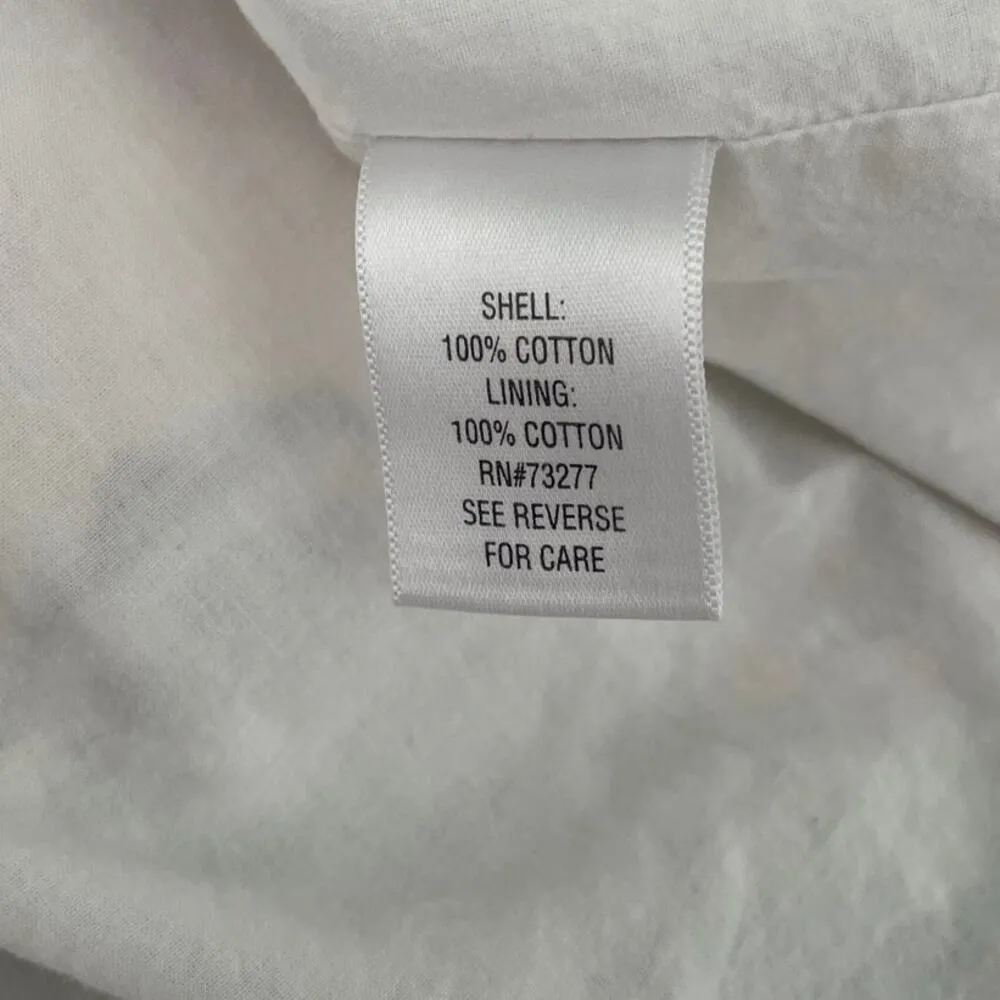 SHELL:
100% COTTON
LINING:
100% COTTON
RN#73277
SEE REVERSE
FOR CARE